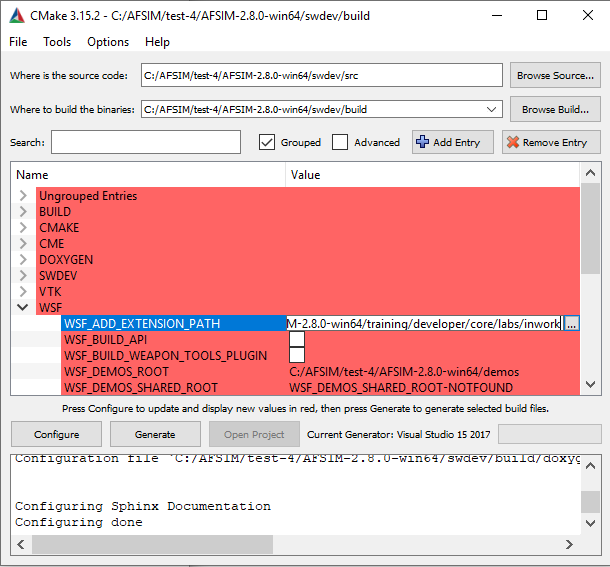 CMake 3.15.2 - C:/AFSIM/test-4/AFSIM-2.8.0-win64/swdev/build
File Tools Options Help
Where is the source code: C:/AFSIM/test-4/AFSIM-2.8.0-win64/swdev/src Browse Source...
Where to build the binaries: C:/AFSIM/test-4/AFSIM-2.8.0-win64/swdev/build Browse Build...
Search: Grouped Advanced Add Entry Remove Entry
Name Value
Ungrouped Entries
BUILD
CMAKE
CME
DOXYGEN
SWDEV
VTK
WSF
WSF_ADD_EXTENSION_PATH M-2.8.0-win64/training/developer/core/labs/inwork ...
WSF_BUILD_API
WSF_BUILD_WEAPON_TOOLS_PLUGIN
WSF_DEMOS_ROOT C:/AFSIM/test-4/AFSIM-2.8.0-win64/demos
WSF_DEMOS_SHARED_ROOT WSF_DEMOS_SHARED_ROOT-NOTFOUND
Press Configure to update and display new values in red, then press Generate to generate selected build files.
Configure Generate Open Project Current Generator: Visual Studio 15 2017
Configuration file 'C:/AFSIM/test-4/AFSIM-2.8.0-win64/swdev/build/doxyg
Configuring Sphinx Documentation
Configuring done